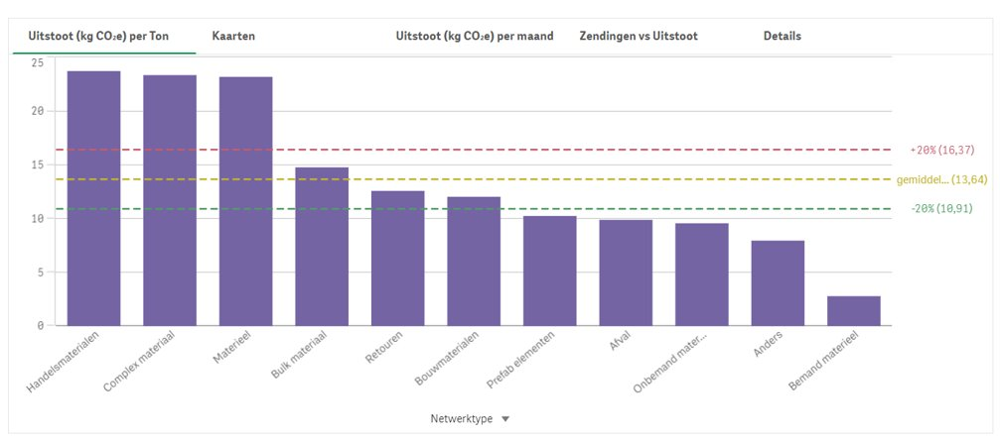 Uitstoot (kg CO₂e) per Ton
Kaarten
Uitstoot (kg CO₂e) per maand
Zendingen vs Uitstoot
Details
25
20
15
10
5
0
+20% (16,37)
gemiddel... (13,64)
-20% (10,91)
Handelsmaterialen
Complex materiaal
Materieel
Bulk materiaal
Retouren
Bouwmaterialen
Prefab elementen
Afval
Onbemand mater...
Anders
Bemand materieel
Netwerktype